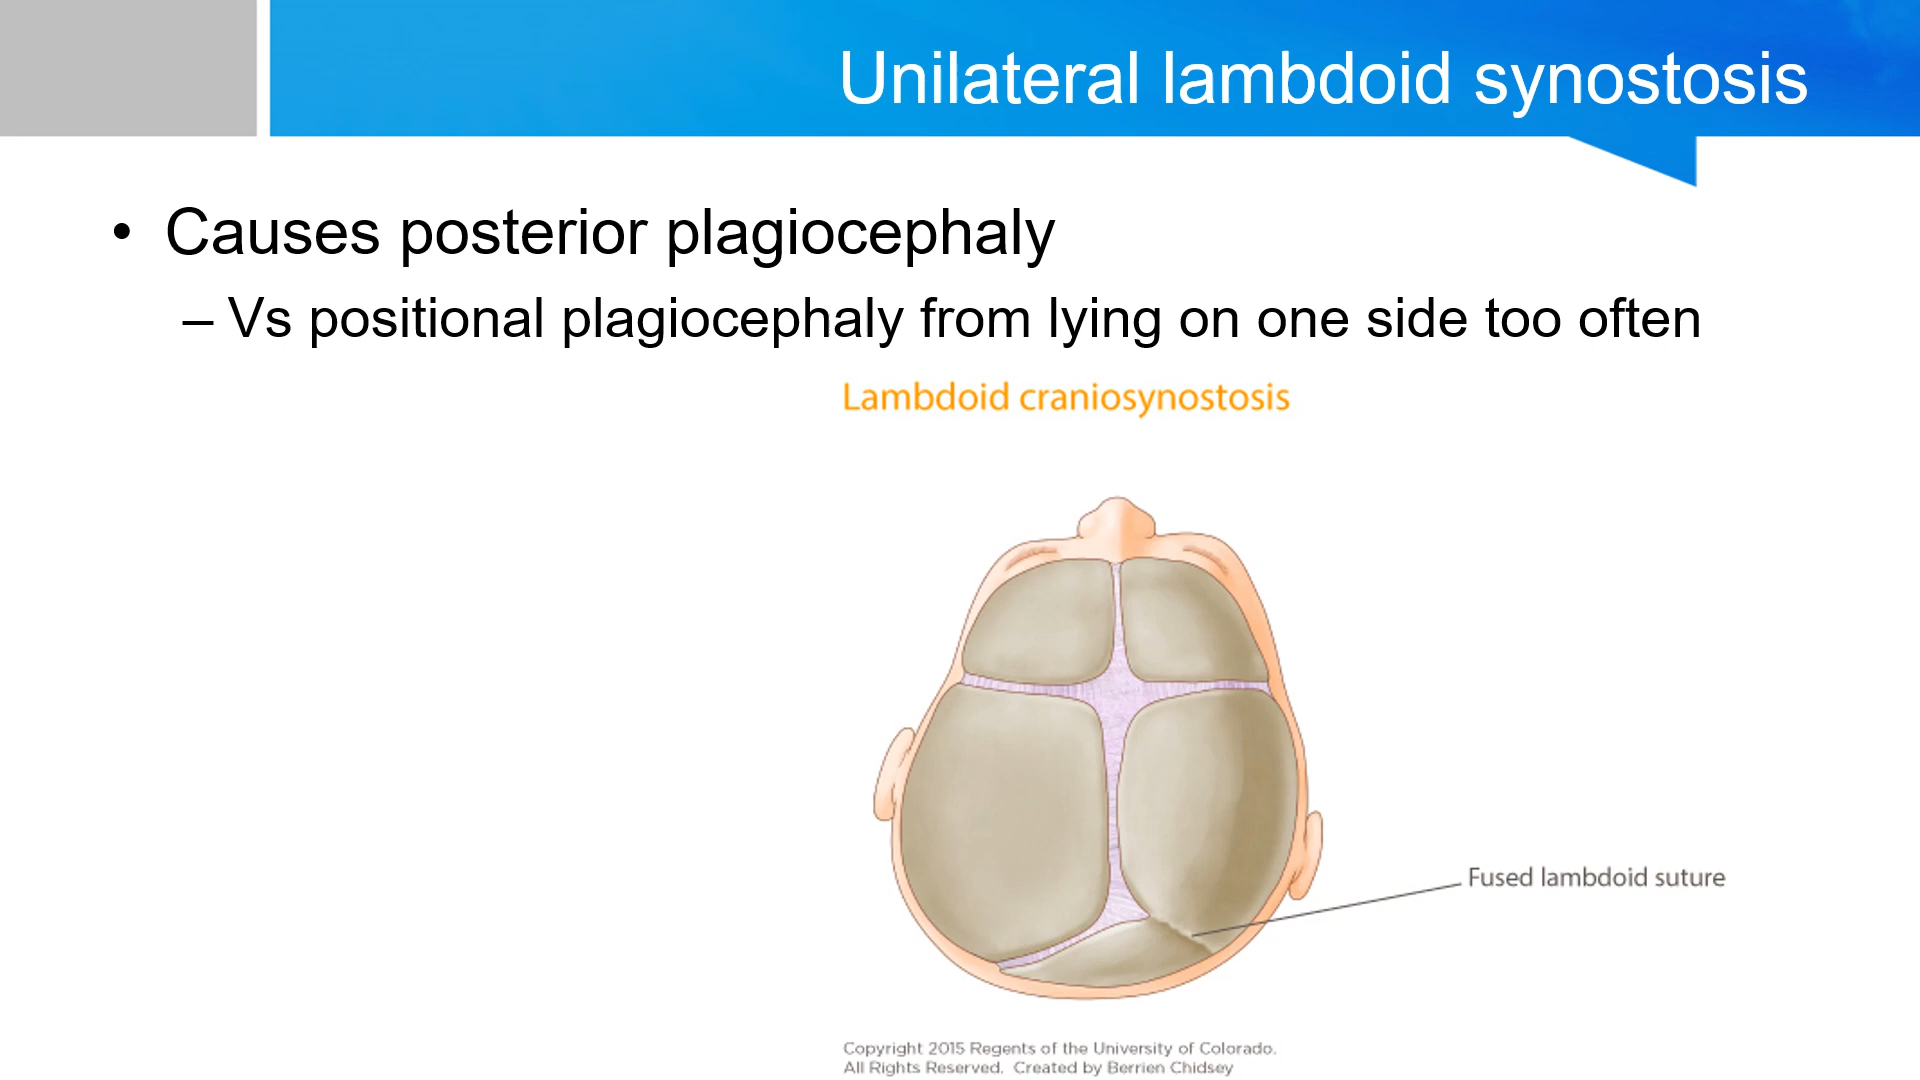 Unilateral lambdoid synostosis
• Causes posterior plagiocephaly
– Vs positional plagiocephaly from lying on one side too often
Lambdoid craniosynostosis
Fused lambdoid suture
Copyright 2015 Regents of the University of Colorado.
All Rights Reserved. Created by Berrien Chidsey